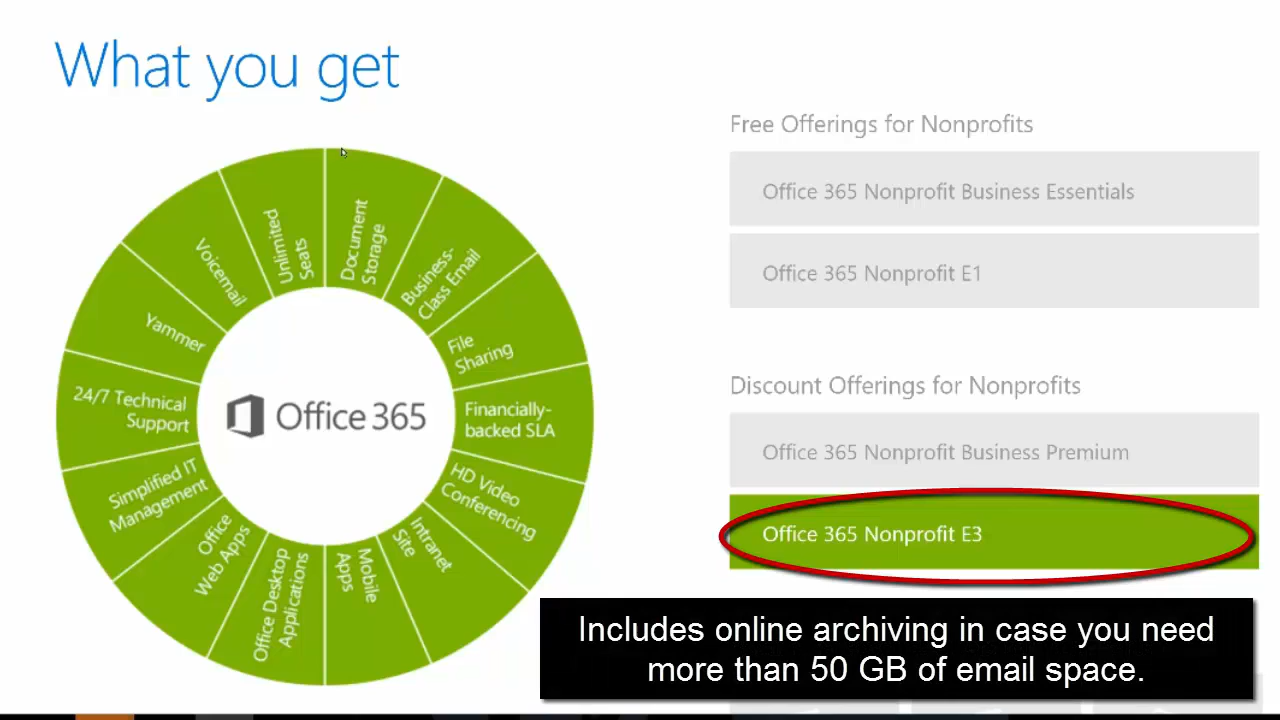 What you get
Document
Storage
Business-
Class Email
File
Sharing
Financially-
backed SLA
HD Video
Conferencing
Intranet
Site
Mobile
Apps
Office Desktop
Applications
Office
Web Apps
Simplified IT
Management
24/7 Technical
Support
Yammer
Voicemail
Unlimited
Seats
Office 365
Free Offerings for Nonprofits
Office 365 Nonprofit Business Essentials
Office 365 Nonprofit E1
Discount Offerings for Nonprofits
Office 365 Nonprofit Business Premium
Office 365 Nonprofit E3
Includes online archiving in case you need
more than 50 GB of email space.